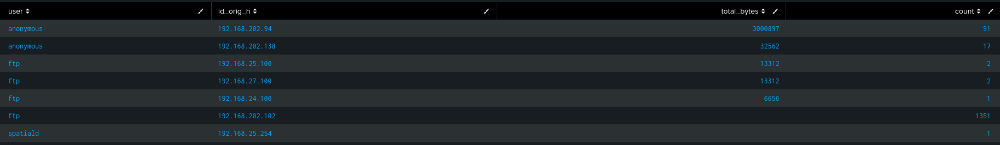 user id_orig_h total_bytes count
anonymous 192.168.202.94 3000897 91
anonymous 192.168.202.138 32562 17
ftp 192.168.25.100 13312 2
ftp 192.168.27.100 13312 2
ftp 192.168.24.100 6656 1
ftp 192.168.202.102 1351
spatiald 192.168.25.254 1